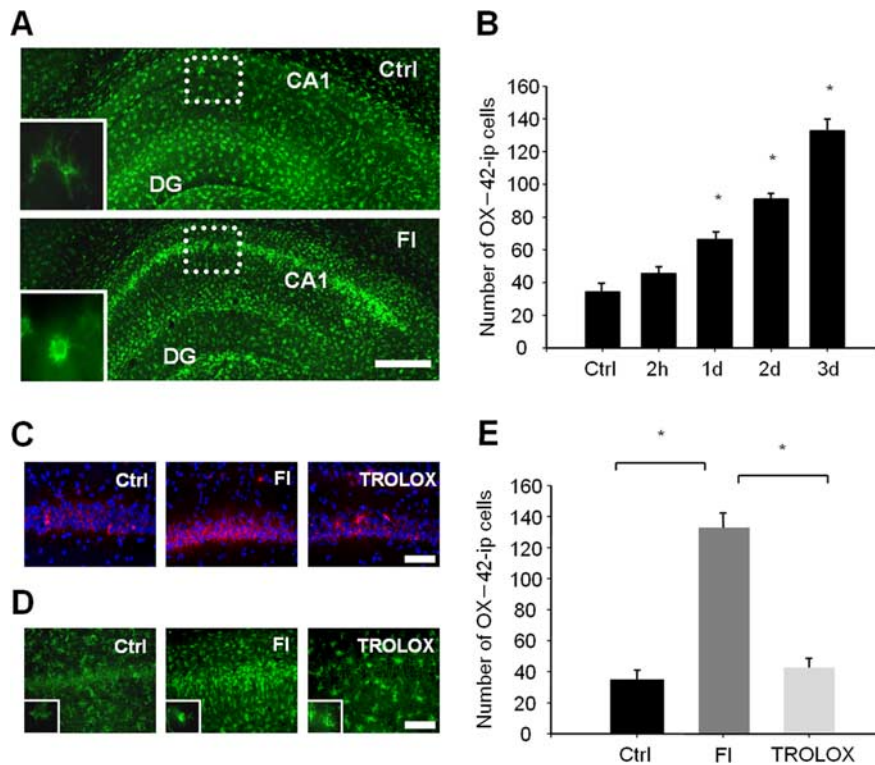 A
Ctrl
CA1
DG
FI
CA1
DG
B
Number of OX−42-ip cells
160
140
120
100
80
60
40
20
0
*
*
*
Ctrl 2h 1d 2d 3d
C
Ctrl
FI
TROLOX
D
Ctrl
FI
TROLOX
E
*
*
Number of OX−42-ip cells
160
140
120
100
80
60
40
20
0
Ctrl FI TROLOX